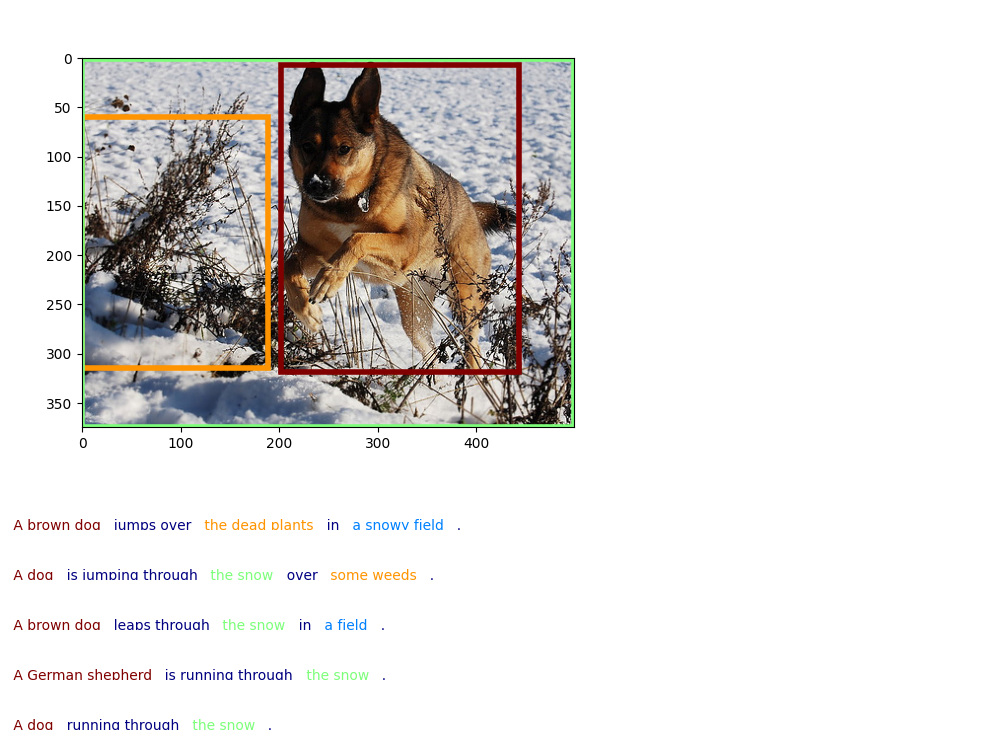 0
50
100
150
200
250
300
350
0 100 200 300 400
A brown dog jumps over the dead plants in a snowy field .
A dog is jumping through the snow over some weeds .
A brown dog leaps through the snow in a field .
A German shepherd is running through the snow .
A dog running through the snow .